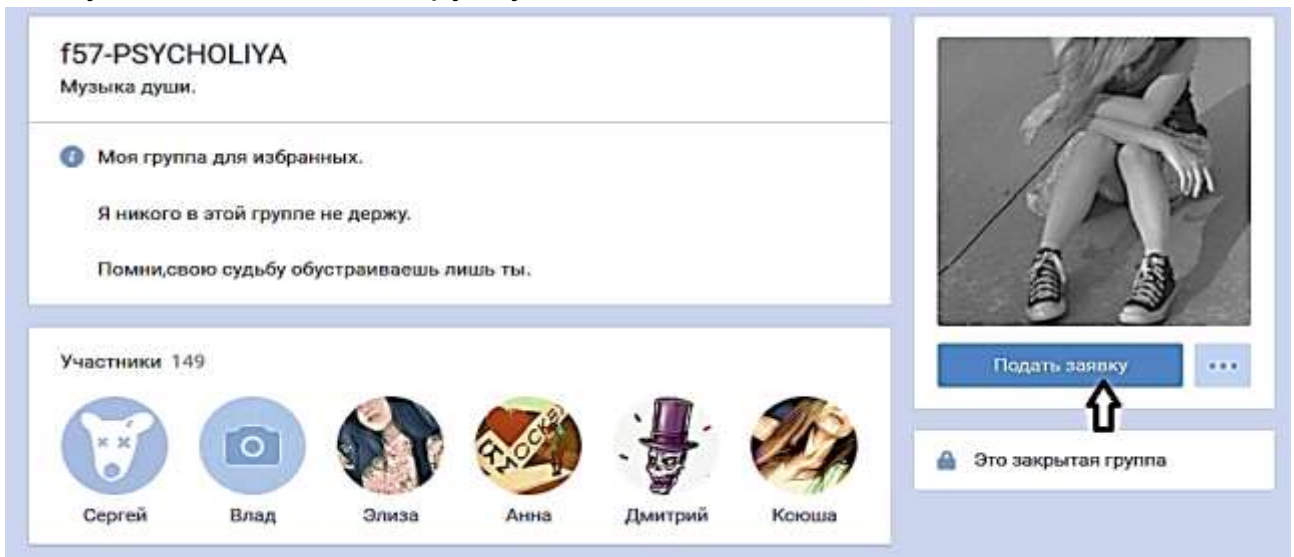 f57-PSYCHOLIYA
Музыка души.
Моя группа для избранных.
Я никого в этой группе не держу.
Помни,свою судьбу обустраиваешь лишь ты.
Участники 149
Сергей
Влад
Элиза
Анна
Дмитрий
Ксюша
Подать заявку
Это закрытая группа